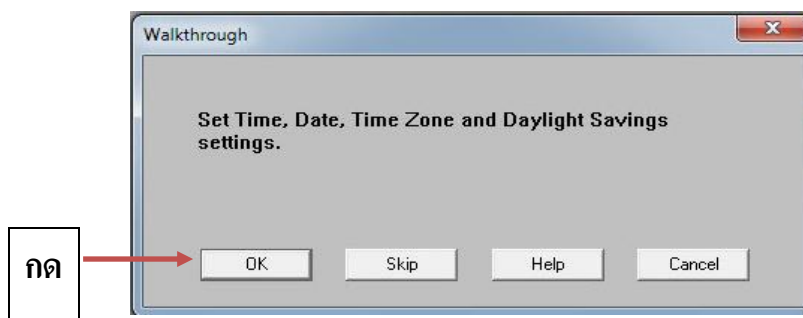 Walkthrough
Set Time, Date, Time Zone and Daylight Savings
settings.
กด
OK Skip Help Cancel